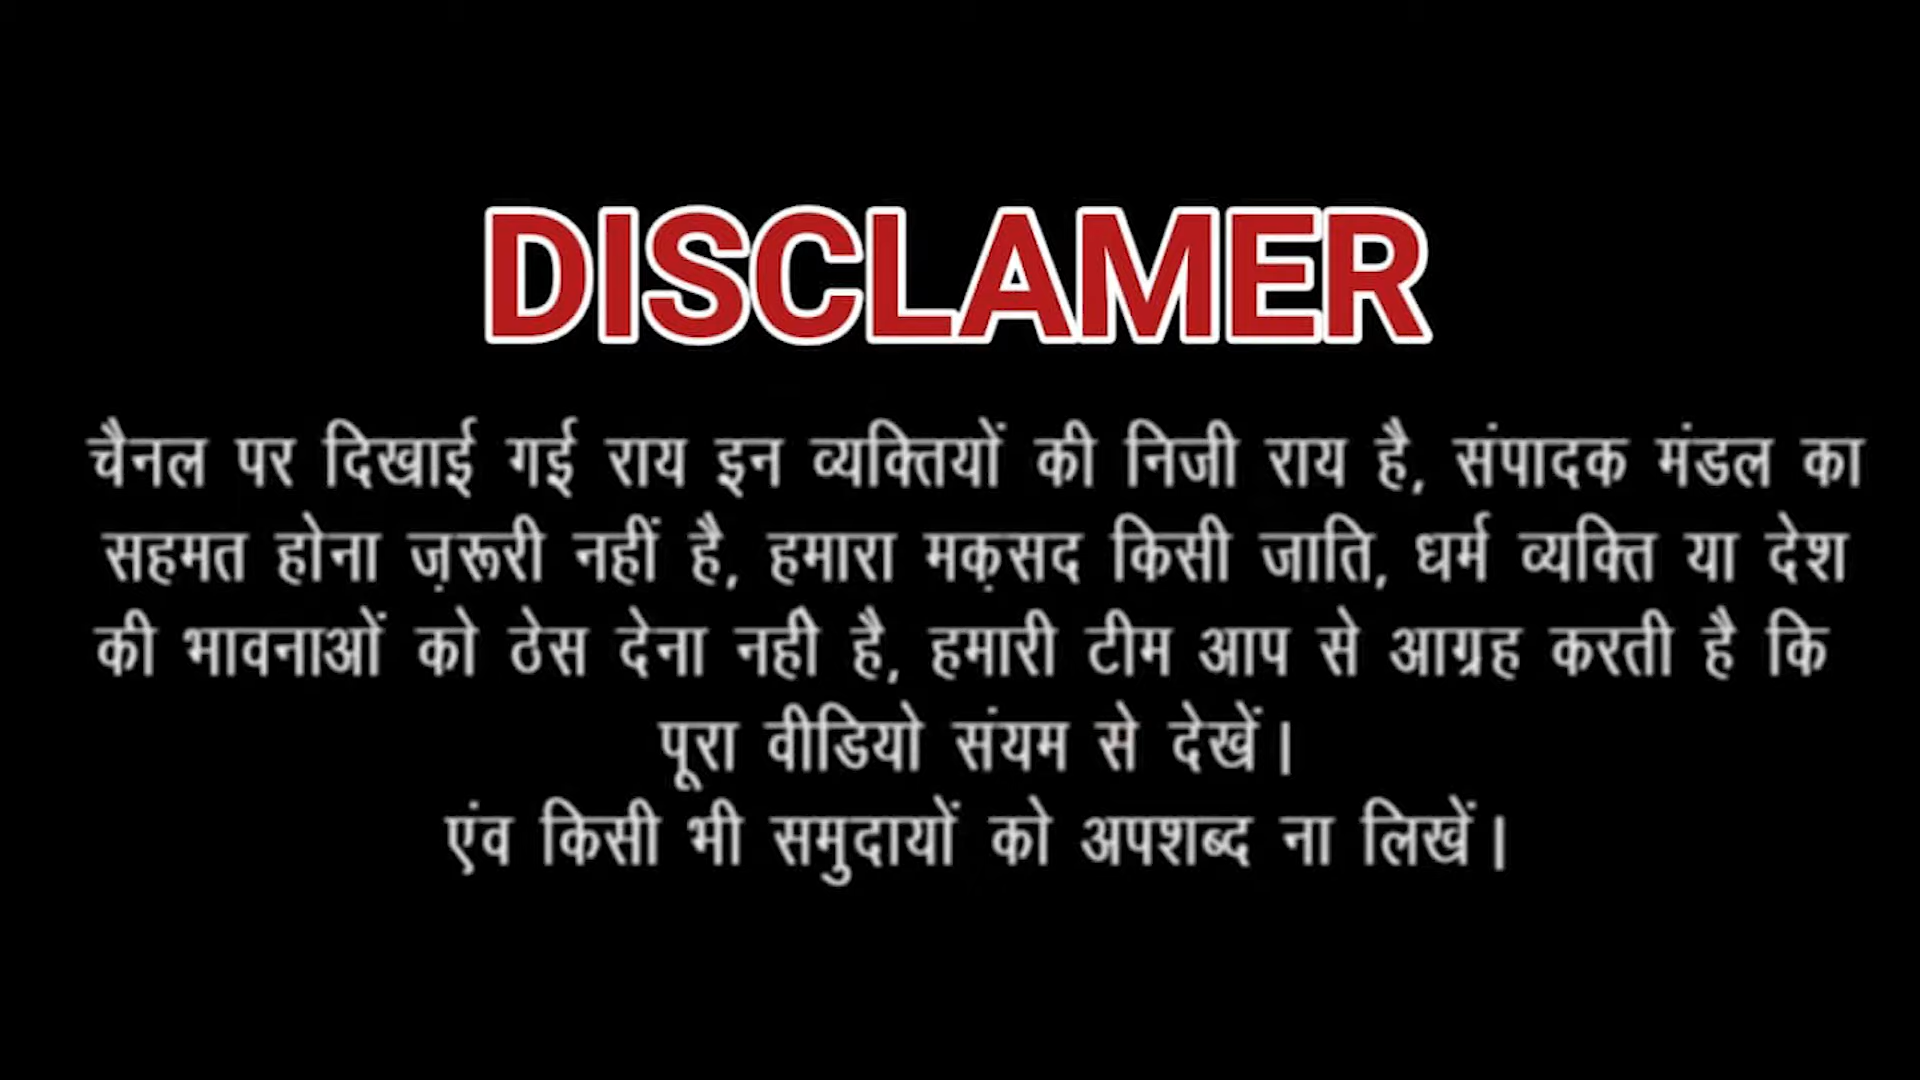 DISCLAMER
चैनल पर दिखाई गई राय इन व्यक्तियों की निजी राय है, संपादक मंडल का
सहमत होना ज़रूरी नहीं है, हमारा मक़सद किसी जाति, धर्म व्यक्ति या देश
की भावनाओं को ठेस देना नही है, हमारी टीम आप से आग्रह करती है कि
पूरा वीडियो संयम से देखें।
एंव किसी भी समुदायों को अपशब्द ना लिखें।